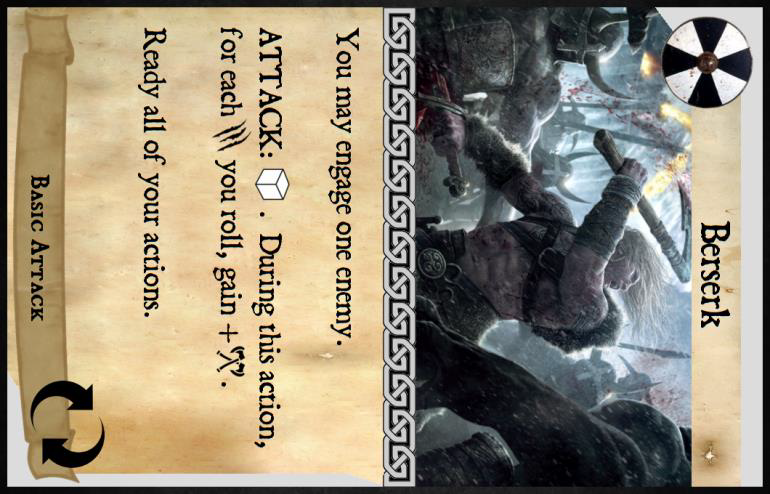 Berserk
You may engage one enemy.
ATTACK: . During this action,
for each you roll, gain + .
Ready all of your actions.
BASIC ATTACK